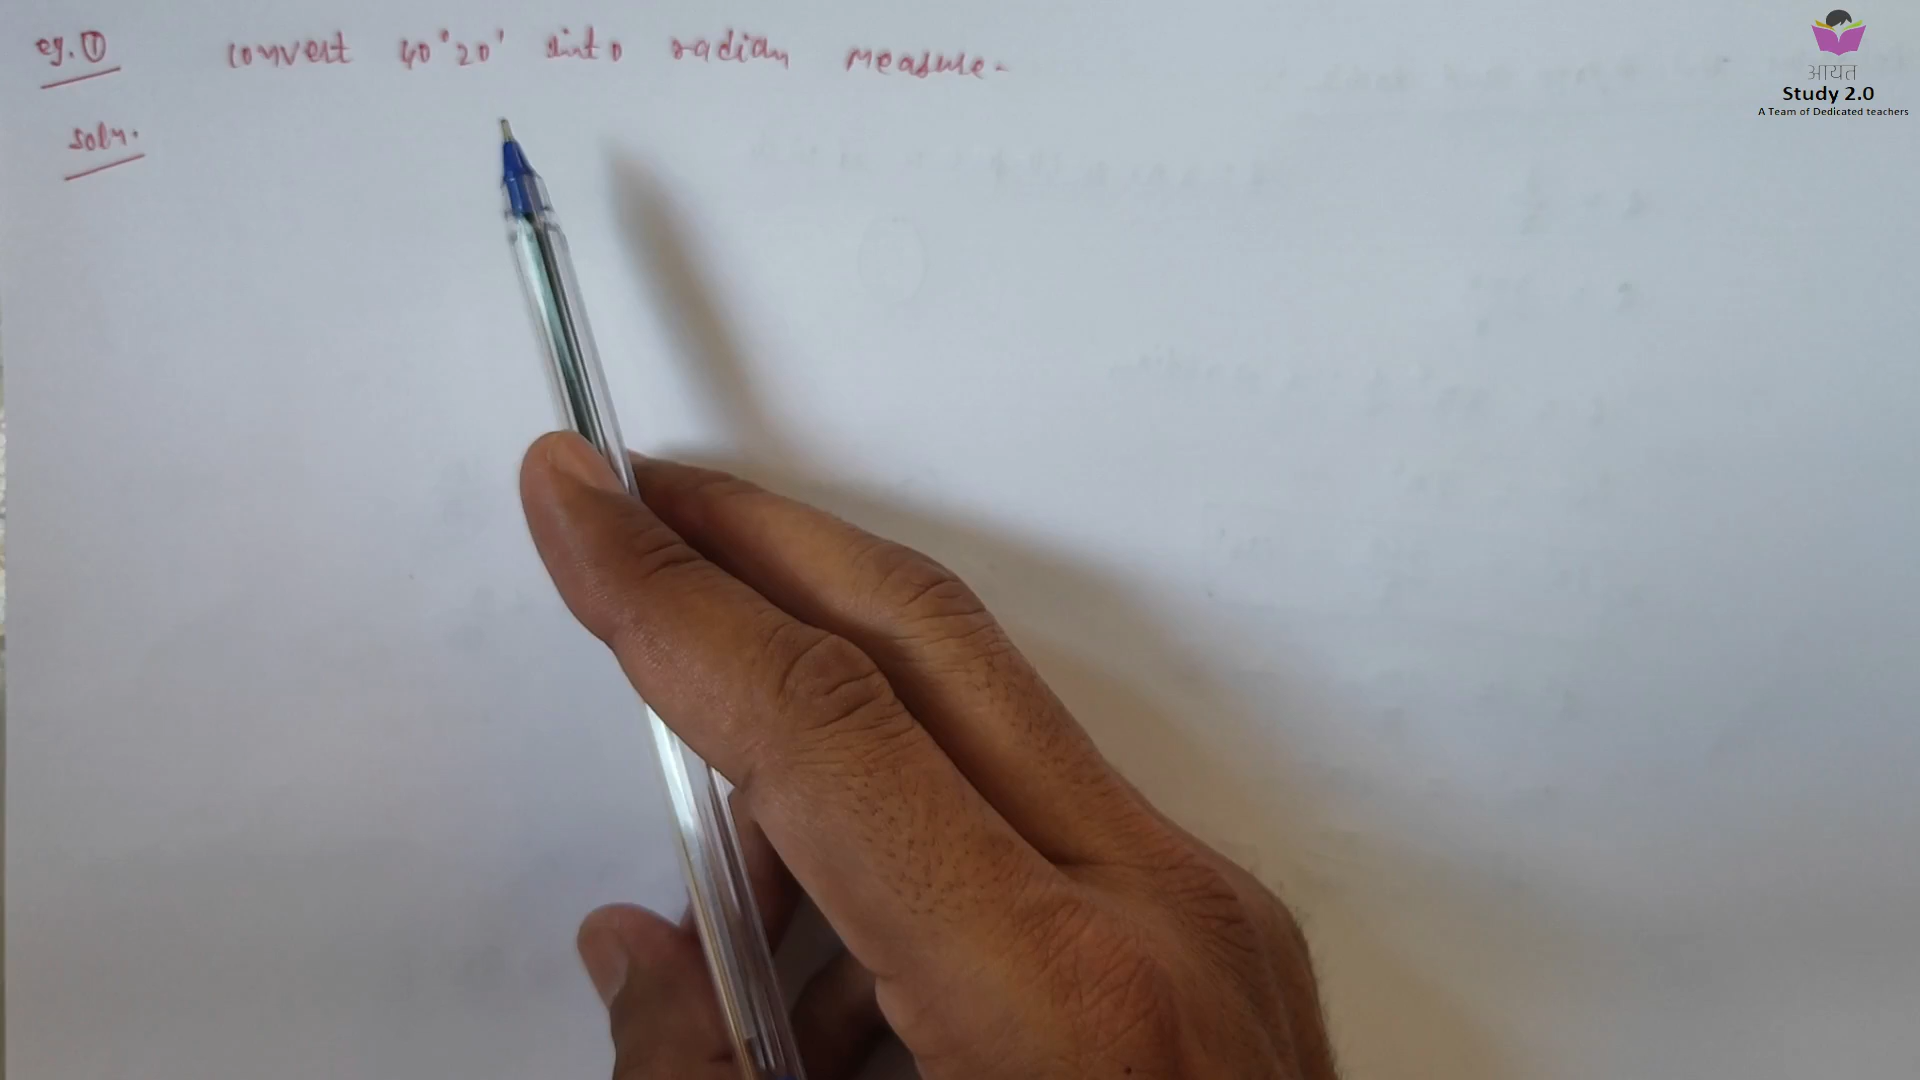 eg. ① convert 40°20' into radian measure.
Soln.
आयत
Study 2.0
A Team of Dedicated teachers